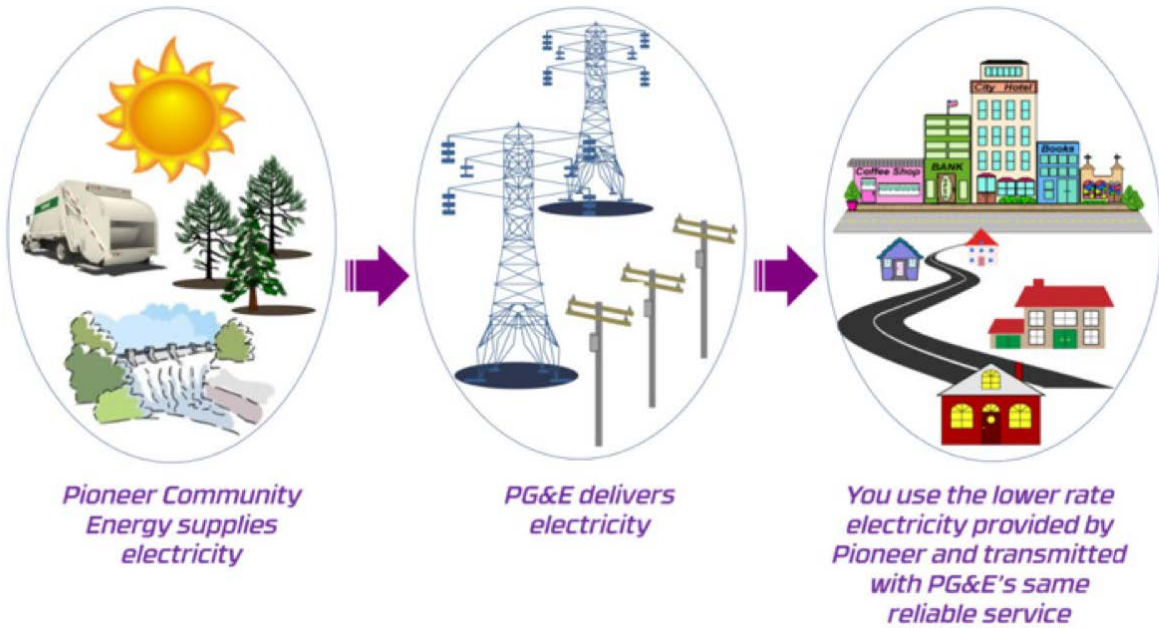 City Hotel
Books
BANK
Coffee Shop
Pioneer Community
Energy supplies
electricity
PG&E delivers
electricity
You use the lower rate
electricity provided by
Pioneer and transmitted
with PG&E's same
reliable service